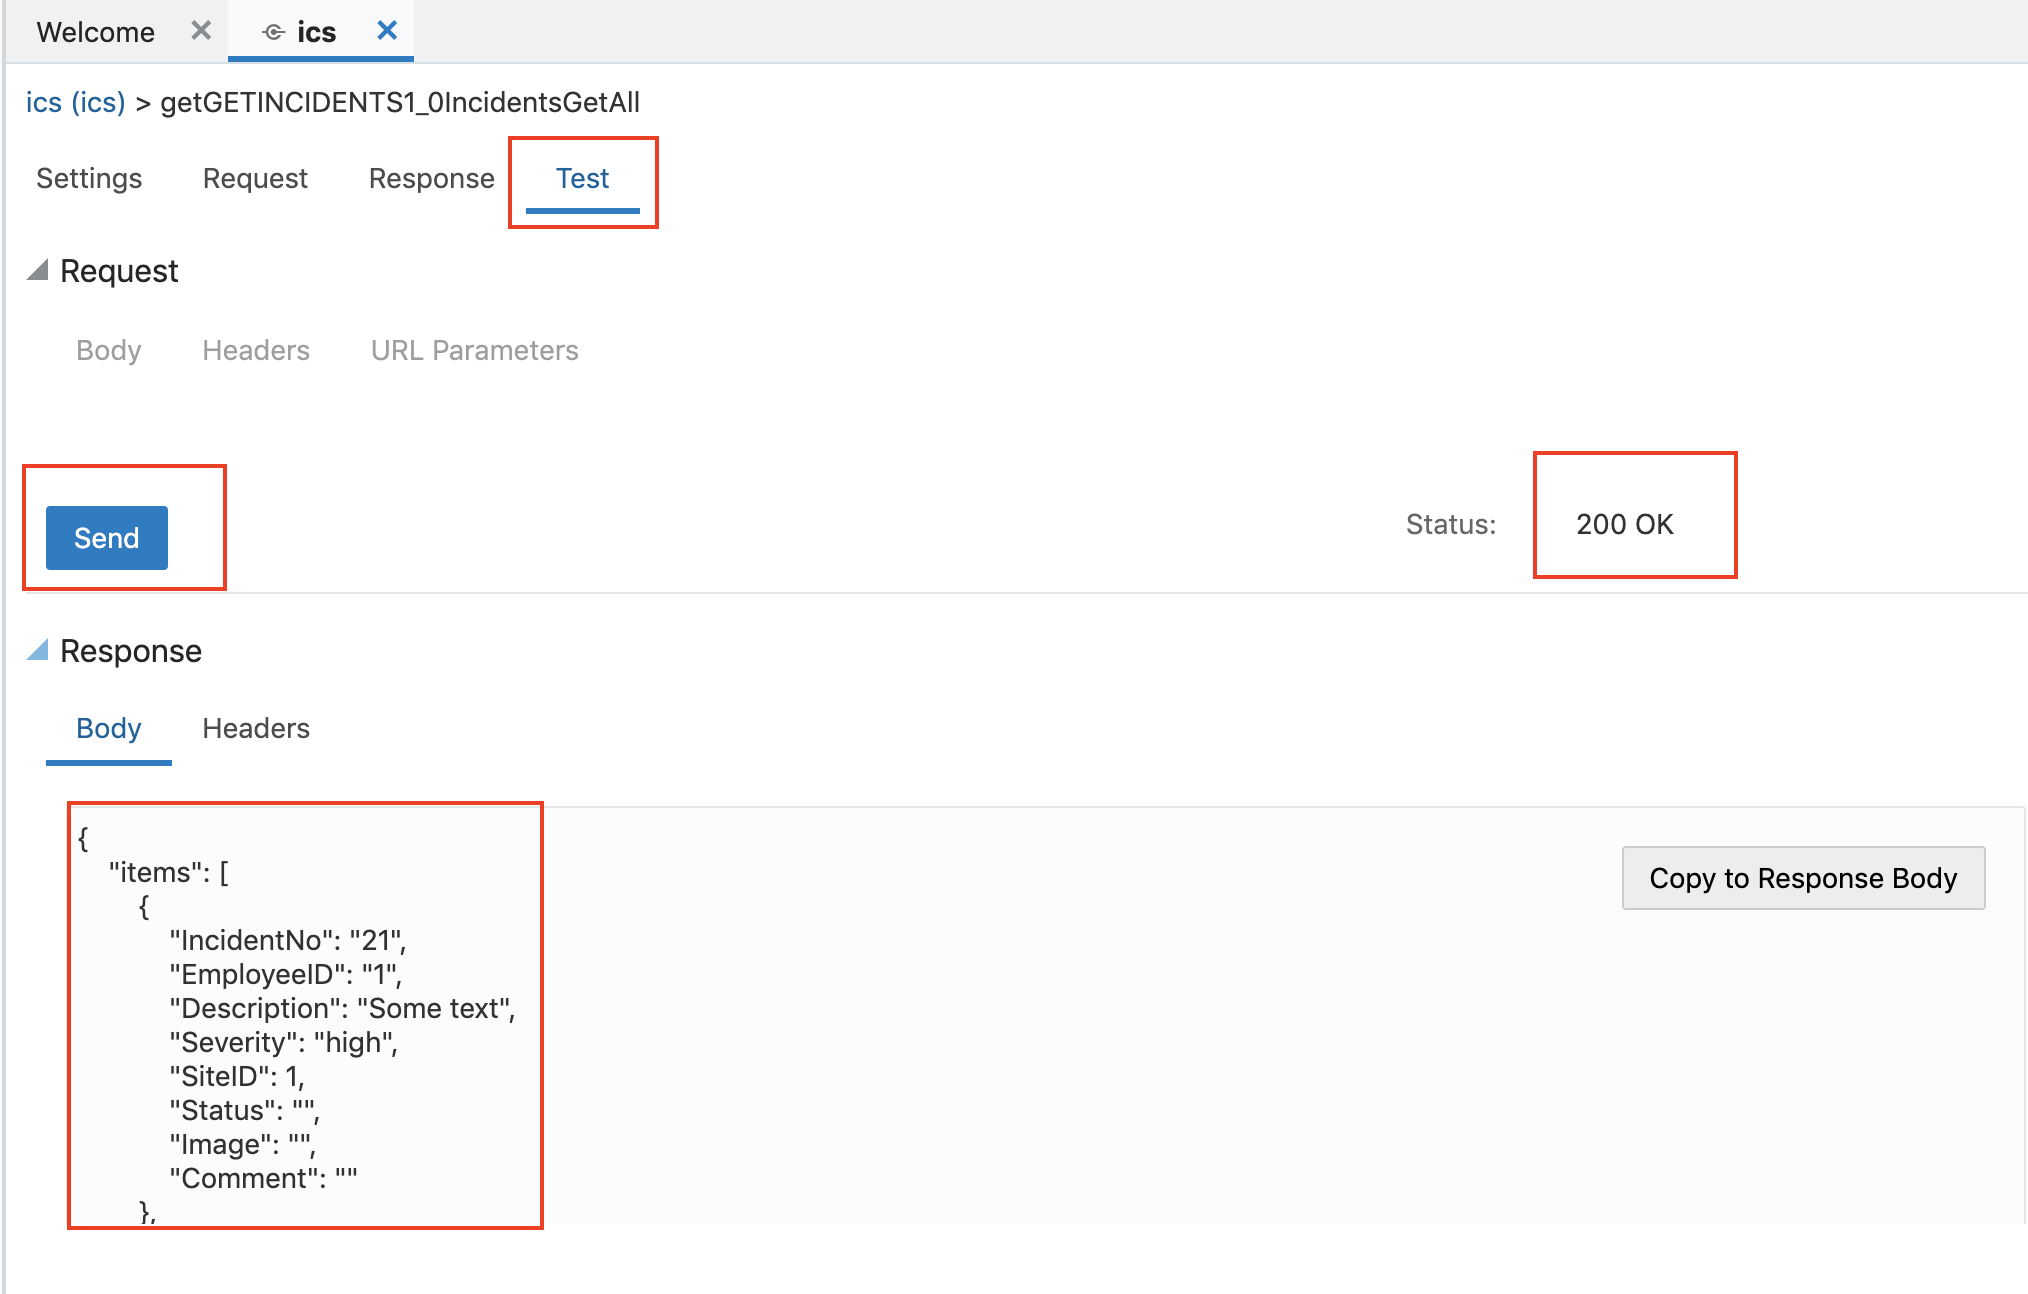 Welcome ics
ics (ics) > getGETINCIDENTS1_0IncidentsGetAll
Settings Request Response Test
Request
Body Headers URL Parameters
Send Status: 200 OK
Response
Body Headers
{
"items": [
{
"IncidentNo": "21",
"EmployeeID": "1",
"Description": "Some text",
"Severity": "high",
"SiteID": 1,
"Status": "",
"Image": "",
"Comment": ""
},
Copy to Response Body